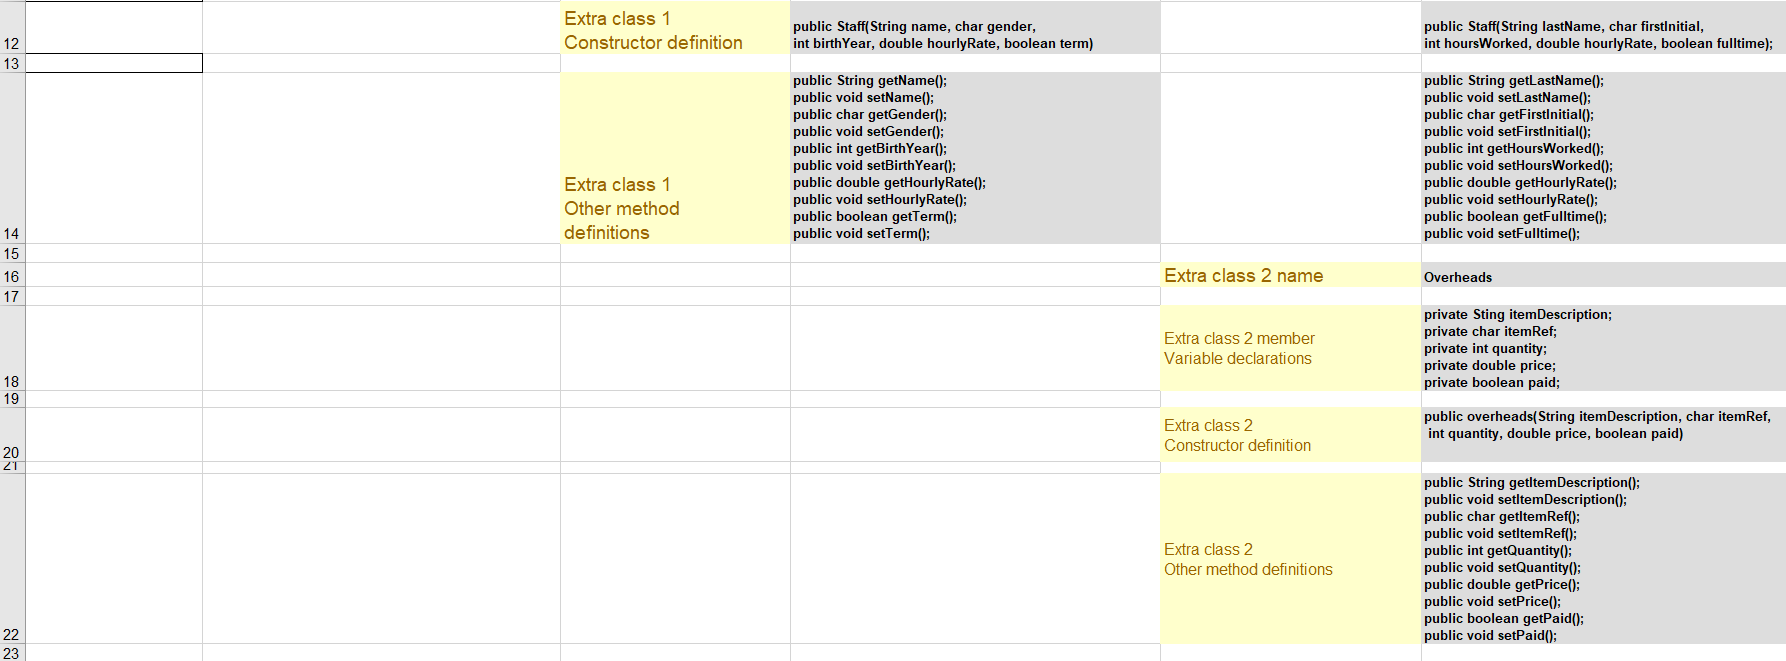 12
Extra class 1
Constructor definition
public Staff(String name, char gender,
int birthYear, double hourlyRate, boolean term)
public Staff(String lastName, char firstInitial,
int hoursWorked, double hourlyRate, boolean fulltime);
13
14
Extra class 1
Other method
definitions
public String getName();
public void setName();
public char getGender();
public void setGender();
public int getBirthYear();
public void setBirthYear();
public double getHourlyRate();
public void setHourlyRate();
public boolean getTerm();
public void setTerm();
public String getLastName();
public void setLastName();
public char getFirstInitial();
public void setFirstInitial();
public int getHoursWorked();
public void setHoursWorked();
public double getHourlyRate();
public void setHourlyRate();
public boolean getFulltime();
public void setFulltime();
15
16
Extra class 2 name
Overheads
17
18
Extra class 2 member
Variable declarations
private Sting itemDescription;
private char itemRef;
private int quantity;
private double price;
private boolean paid;
19
20
Extra class 2
Constructor definition
public overheads(String itemDescription, char itemRef,
int quantity, double price, boolean paid)
21
22
Extra class 2
Other method definitions
public String getItemDescription();
public void setItemDescription();
public char getItemRef();
public void setItemRef();
public int getQuantity();
public void setQuantity();
public double getPrice();
public void setPrice();
public boolean getPaid();
public void setPaid();
23